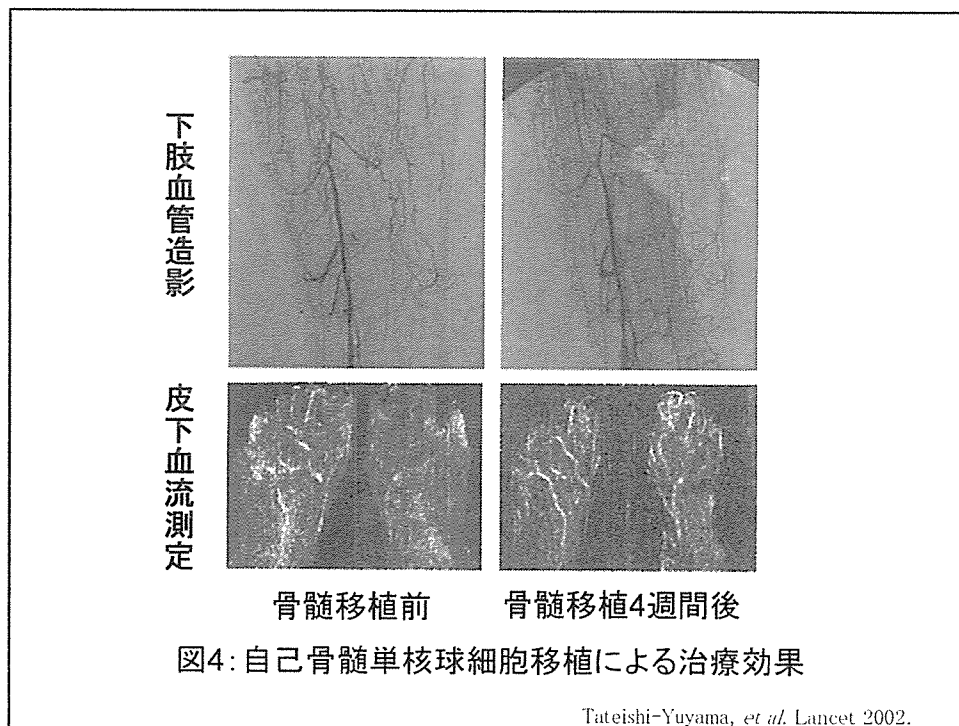 下肢血管造影
皮下血流測定
骨髄移植前
骨髄移植4週間後
図4:自己骨髄単核球細胞移植による治療効果
Tateishi-Yuyama, et al. Lancet 2002.